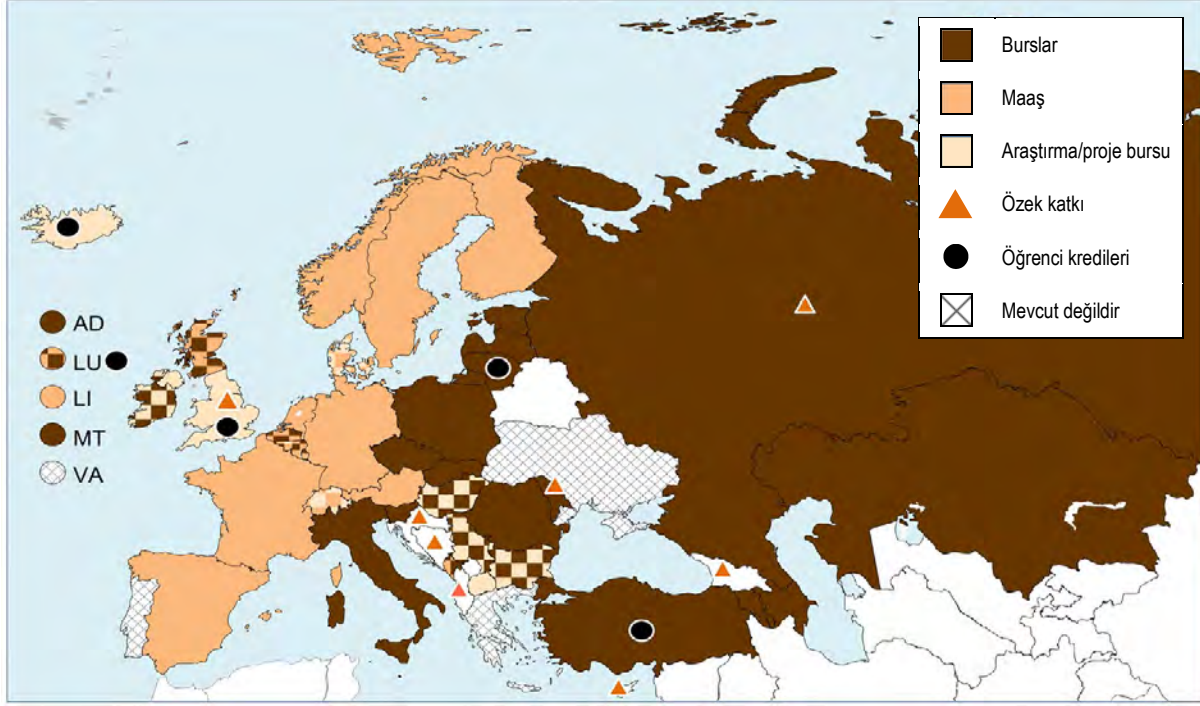 Burslar
Maaş
Araştırma/proje bursu
Özek katkı
Öğrenci kredileri
Mevcut değildir
AD
LU
LI
MT
VA